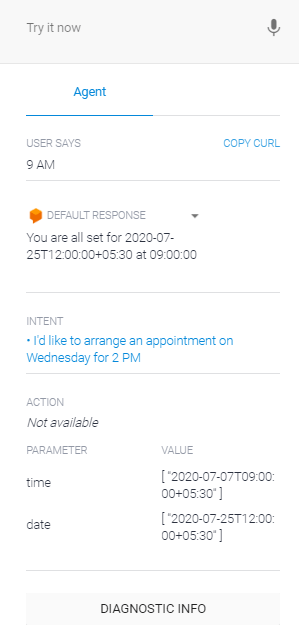 Try it now
Agent
USER SAYS COPY CURL
9 AM
DEFAULT RESPONSE
You are all set for 2020-07-
25T12:00:00+05:30 at 09:00:00
INTENT
• I'd like to arrange an appointment on
Wednesday for 2 PM
ACTION
Not available
PARAMETER VALUE
time [ "2020-07-07T09:00:
00+05:30" ]
date [ "2020-07-25T12:00:
00+05:30" ]
DIAGNOSTIC INFO